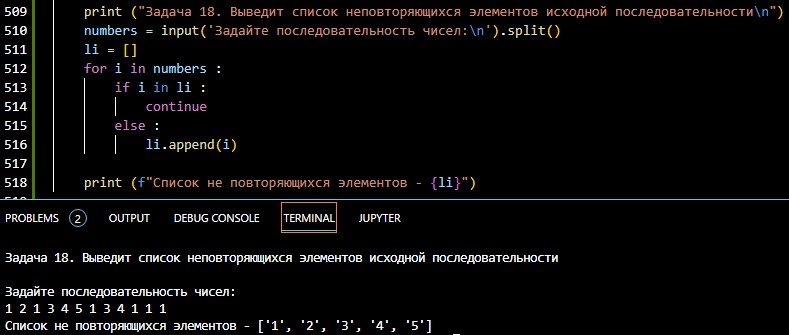 509 print ("Задача 18. Выведит список неповторяющихся элементов исходной последовательности\n")
510 numbers = input('Задайте последовательность чисел:\n').split()
511 li = []
512 for i in numbers :
513 if i in li :
514 continue
515 else :
516 li.append(i)
517
518 print (f"Список не повторяющихся элементов - {li}")
PROBLEMS 2 OUTPUT DEBUG CONSOLE TERMINAL JUPYTER
Задача 18. Выведит список неповторяющихся элементов исходной последовательности
Задайте последовательность чисел:
1 2 1 3 4 5 1 3 4 1 1 1
Список не повторяющихся элементов - ['1', '2', '3', '4', '5']